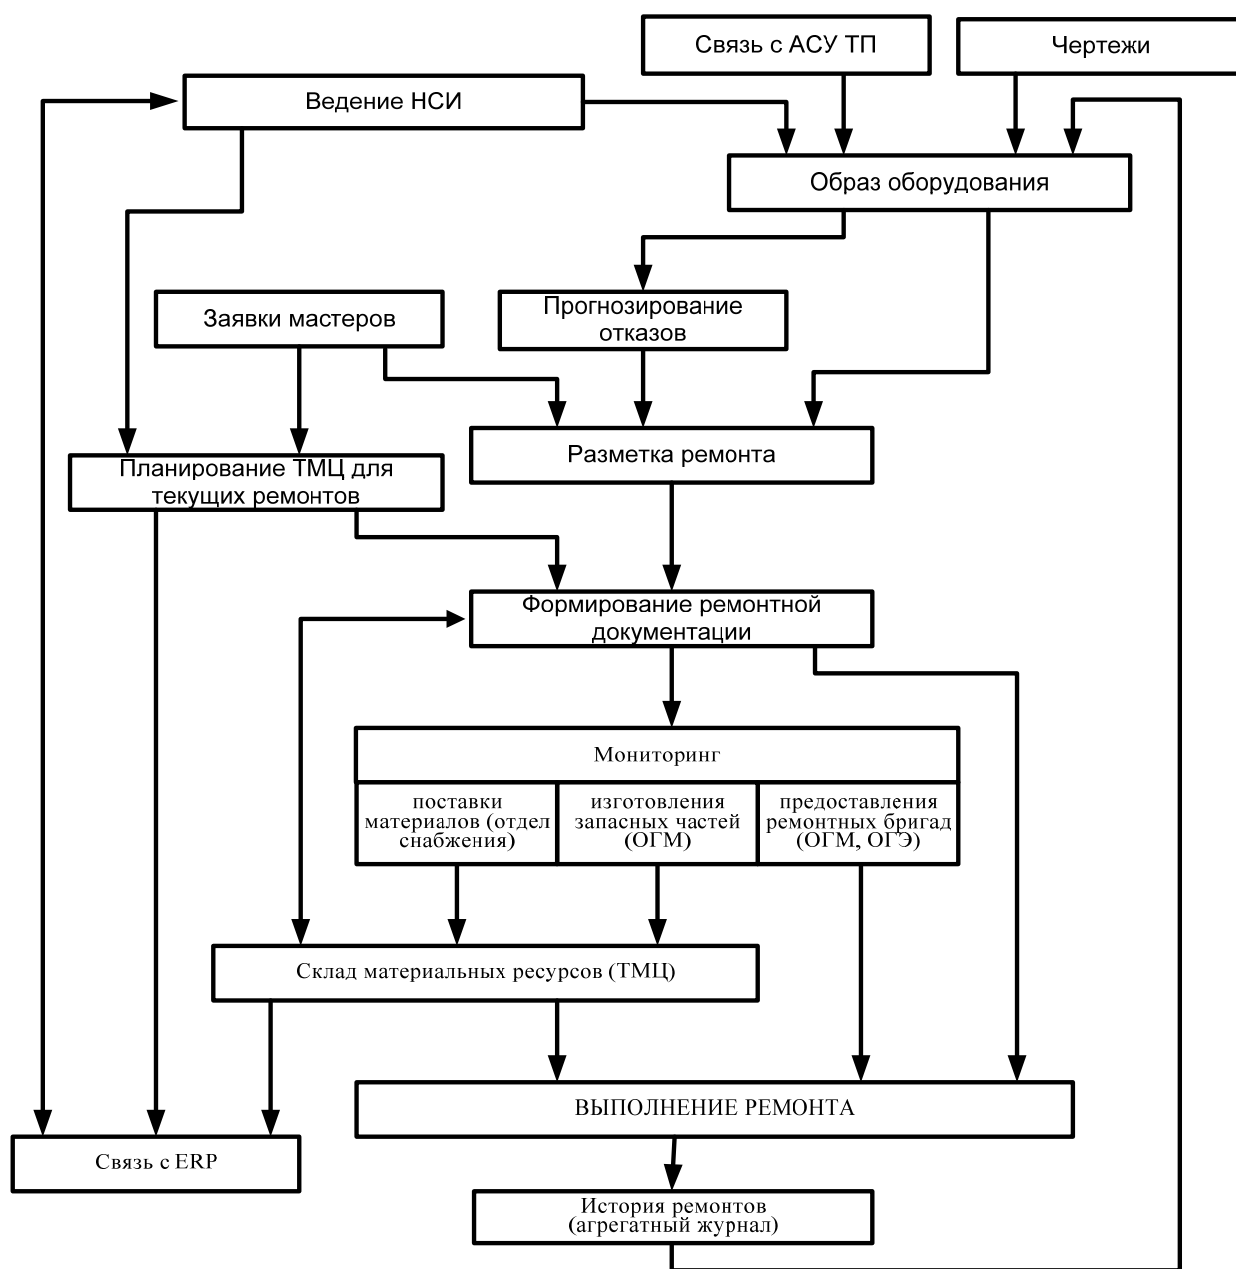 Связь с АСУ ТП
Чертежи
Ведение НСИ
Образ оборудования
Заявки мастеров
Прогнозирование
отказов
Разметка ремонта
Планирование ТМЦ для
текущих ремонтов
Формирование ремонтной
документации
Мониторинг
поставки
материалов (отдел
снабжения)
изготовления
запасных частей
(ОГМ)
предоставления
ремонтных бригад
(ОГМ, ОГЭ)
Склад материальных ресурсов (ТМЦ)
ВЫПОЛНЕНИЕ РЕМОНТА
Связь с ERP
История ремонтов
(агрегатный журнал)